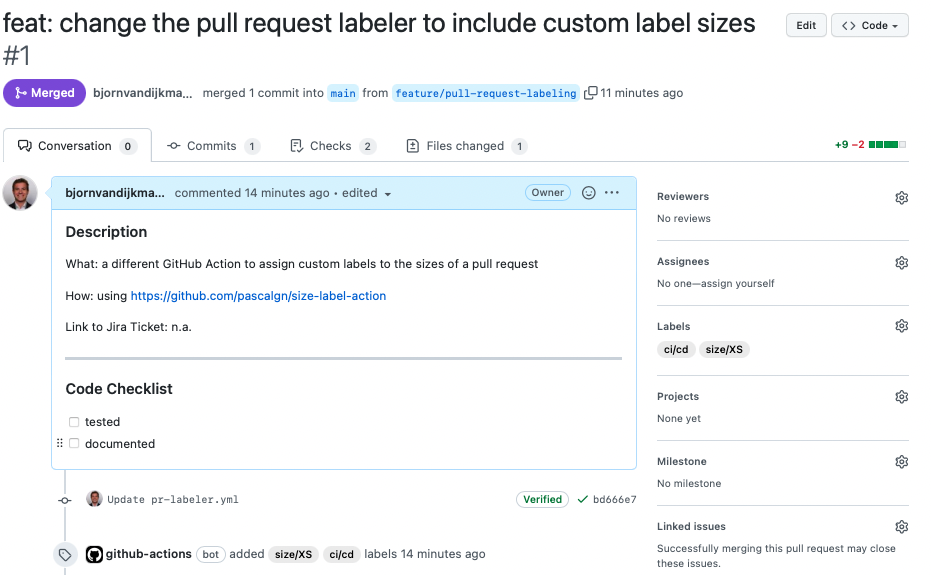 feat: change the pull request labeler to include custom label sizes
#1
Edit
Code
Merged bjornvandijkma... merged 1 commit into main from feature/pull-request-labeling 11 minutes ago
Conversation 0 Commits 1 Checks 2 Files changed 1 +9 −2
bjornvandijkma... commented 14 minutes ago • edited Owner
Description
What: a different GitHub Action to assign custom labels to the sizes of a pull request
How: using https://github.com/pascalgn/size-label-action
Link to Jira Ticket: n.a.
Code Checklist
tested
documented
Update pr-labeler.yml Verified bd666e7
github-actions bot added size/XS ci/cd labels 14 minutes ago
Reviewers
No reviews
Assignees
No one—assign yourself
Labels
ci/cd size/XS
Projects
None yet
Milestone
No milestone
Linked issues
Successfully merging this pull request may close
these issues.